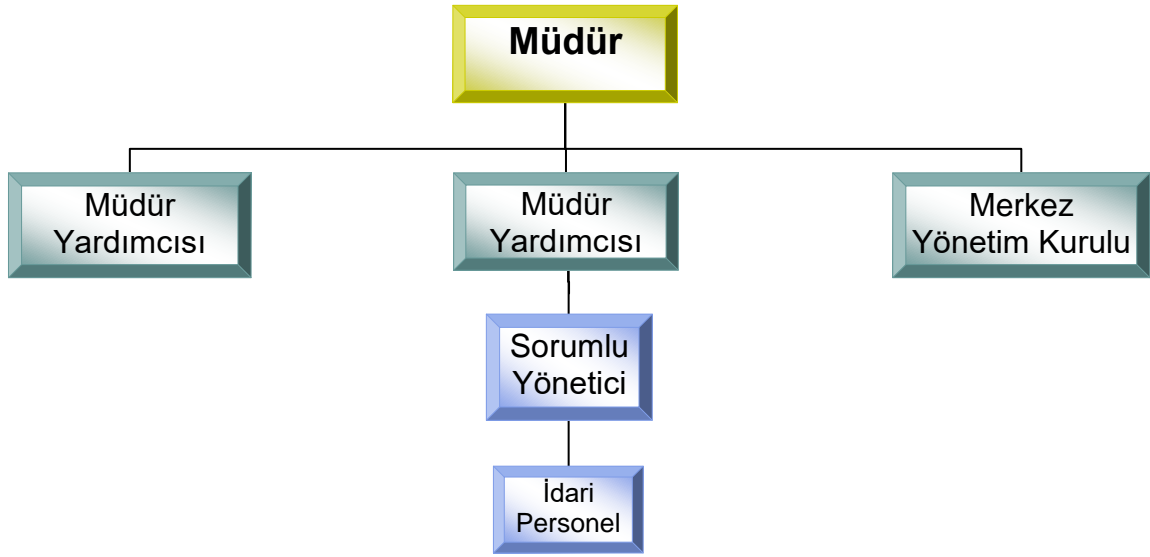 Müdür
Müdür
Yardımcısı
Müdür
Yardımcısı
Merkez
Yönetim Kurulu
Sorumlu
Yönetici
İdari
Personel